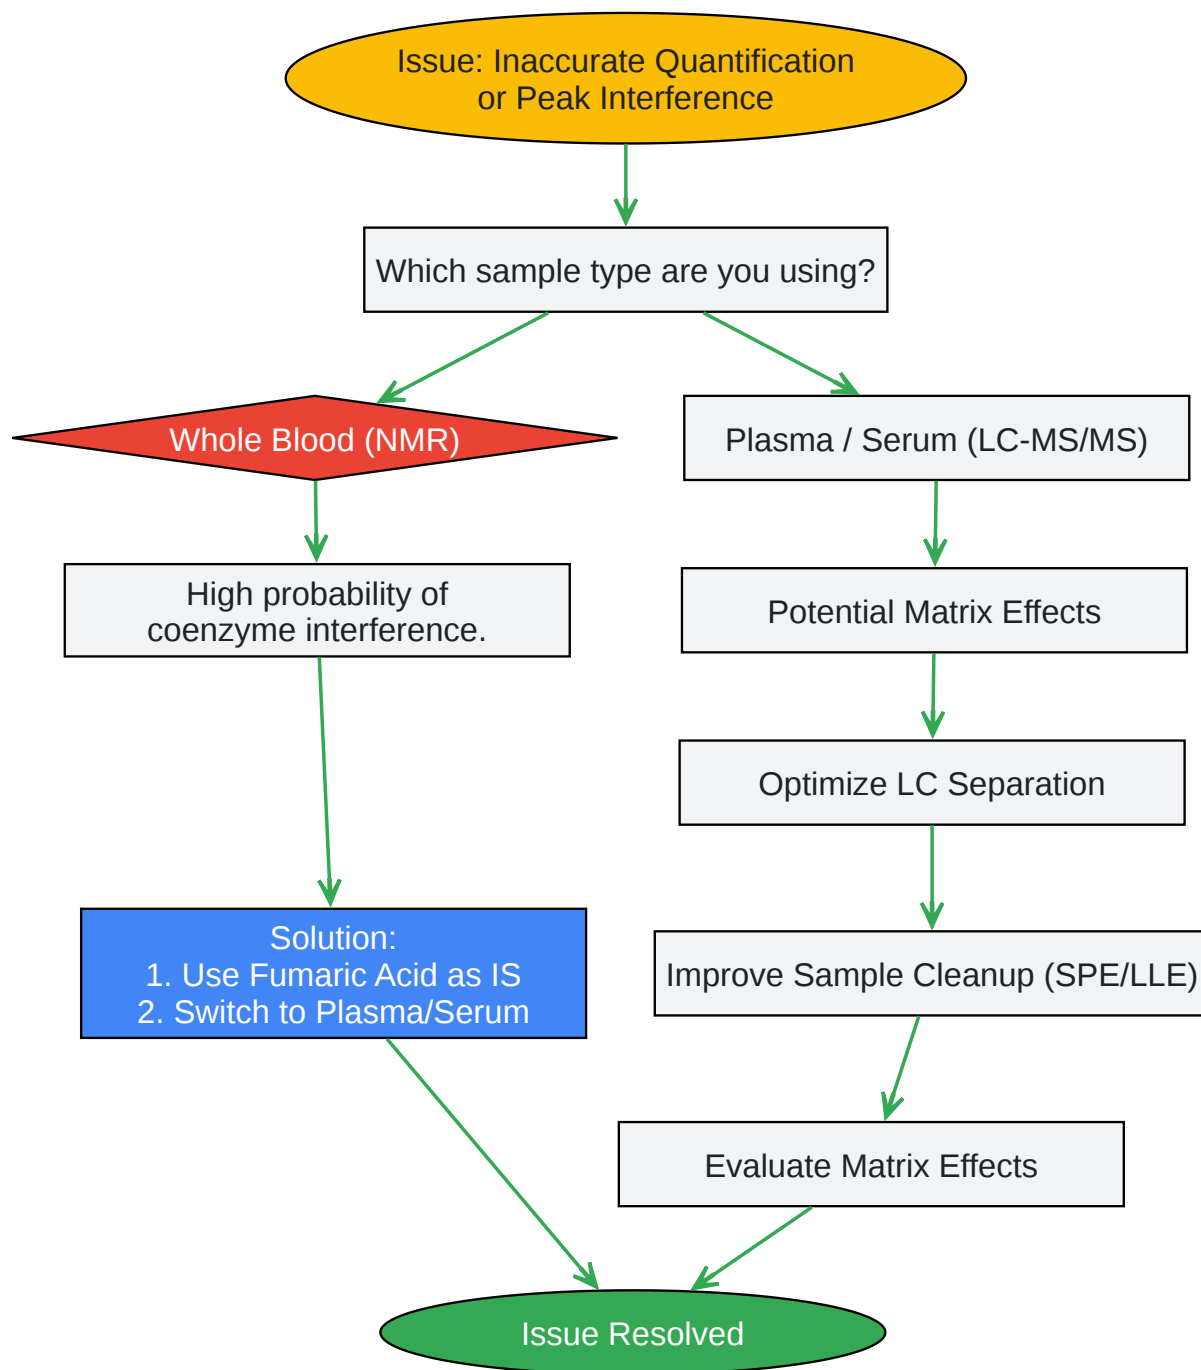 Issue: Inaccurate Quantification
or Peak Interference
Which sample type are you using?
Whole Blood (NMR)
Plasma / Serum (LC-MS/MS)
High probability of
coenzyme interference.
Potential Matrix Effects
Optimize LC Separation
Solution:
1. Use Fumaric Acid as IS
2. Switch to Plasma/Serum
Improve Sample Cleanup (SPE/LLE)
Evaluate Matrix Effects
Issue Resolved